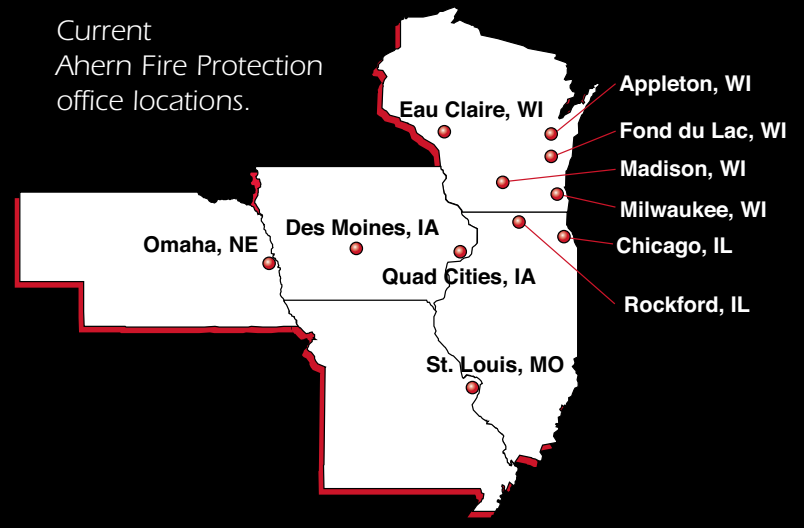 Current
Ahern Fire Protection
office locations.
Eau Claire, WI
Appleton, WI
Fond du Lac, WI
Madison, WI
Milwaukee, WI
Chicago, IL
Rockford, IL
Omaha, NE
Des Moines, IA
Quad Cities, IA
St. Louis, MO